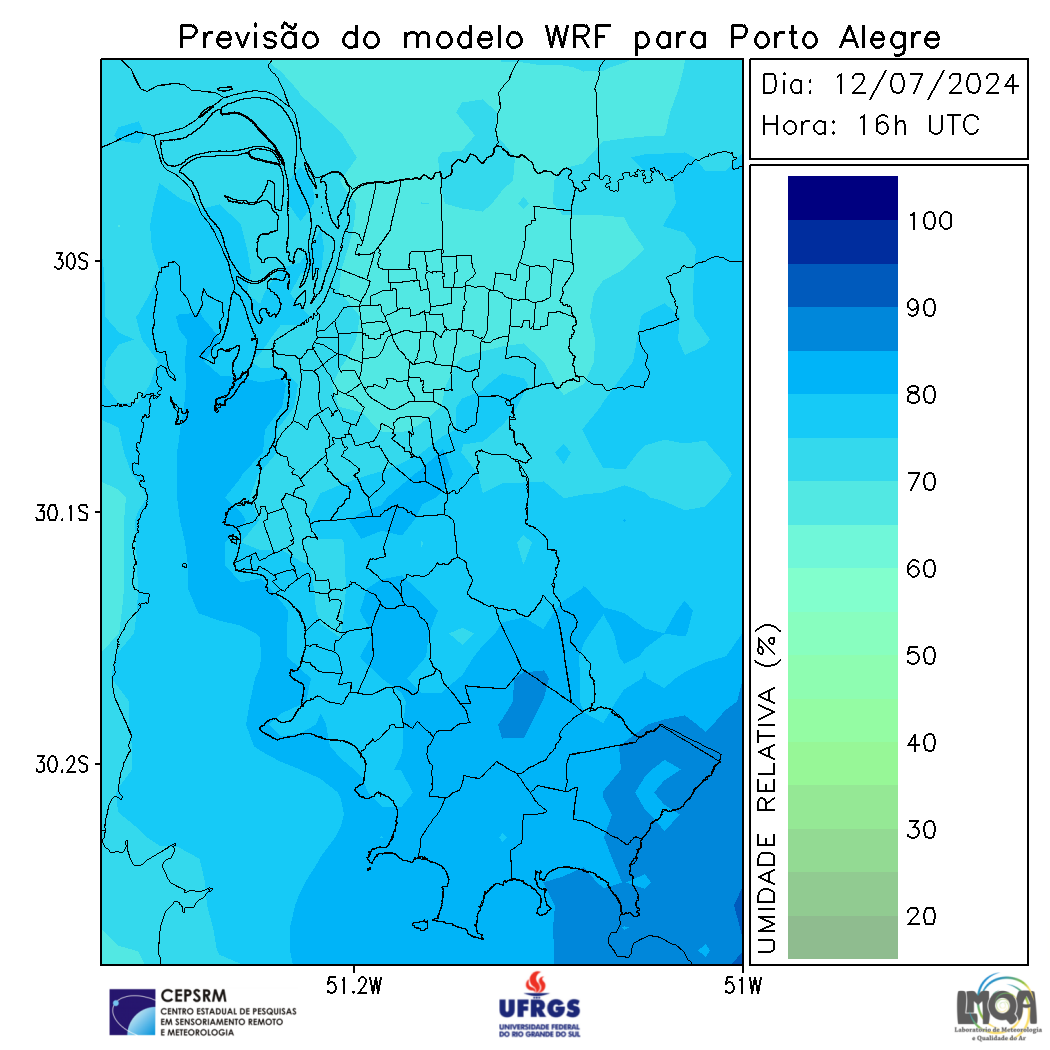 Previsão do modelo WRF para Porto Alegre
Dia: 12/07/2024
Hora: 16h UTC
100
90
80
70
60
50
40
30
20
UMIDADE RELATIVA (%)
30S
30.1S
30.2S
51.2W
51W
CEPSRM
CENTRO ESTADUAL DE PESQUISAS
EM SENSORIAMENTO REMOTO
E METEOROLOGIA
UFRGS
UNIVERSIDADE FEDERAL
DO RIO GRANDE DO SUL
LMQA
Laboratório de Meteorologia
e Qualidade do Ar